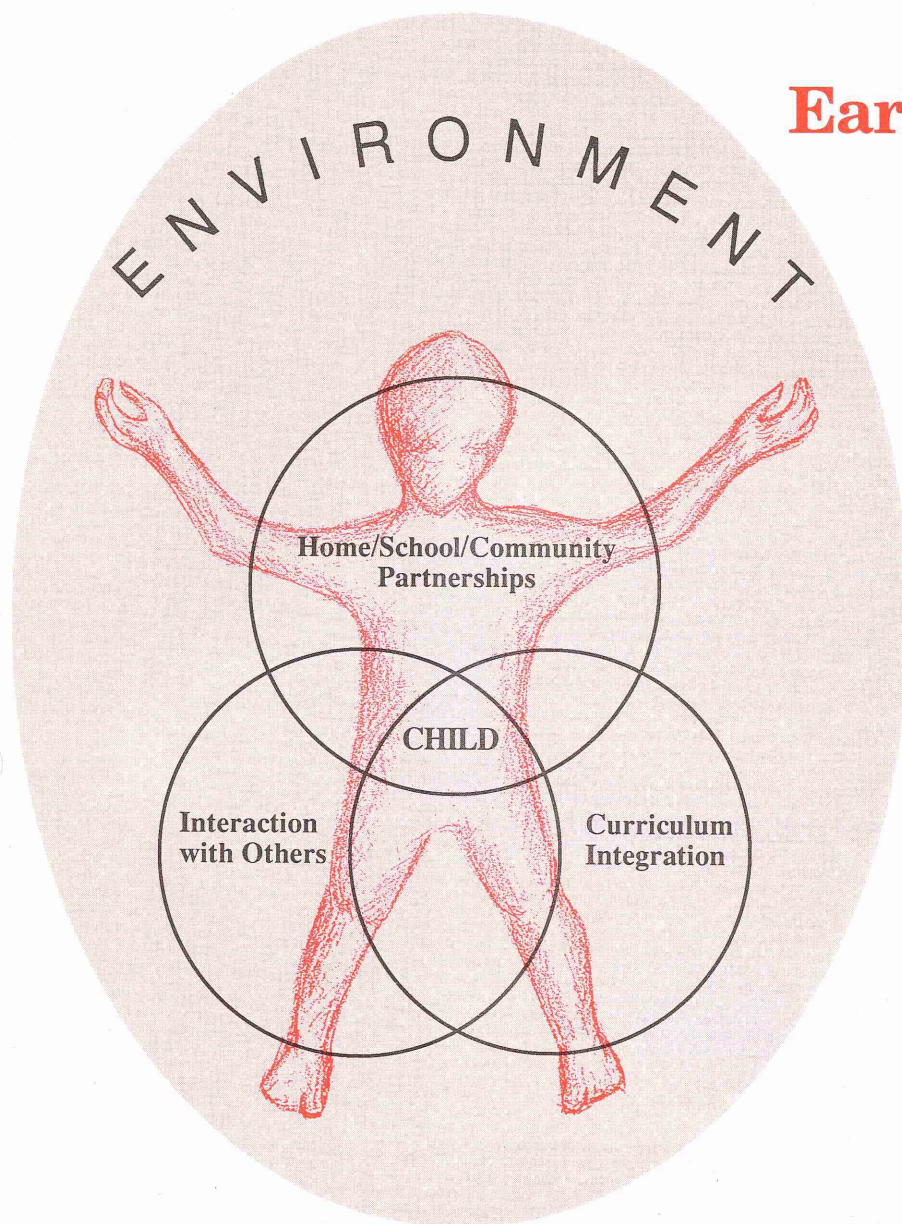 Ear
ENVIRONMENT
Home/School/Community
Partnerships
CHILD
Interaction
with Others
Curriculum
Integration